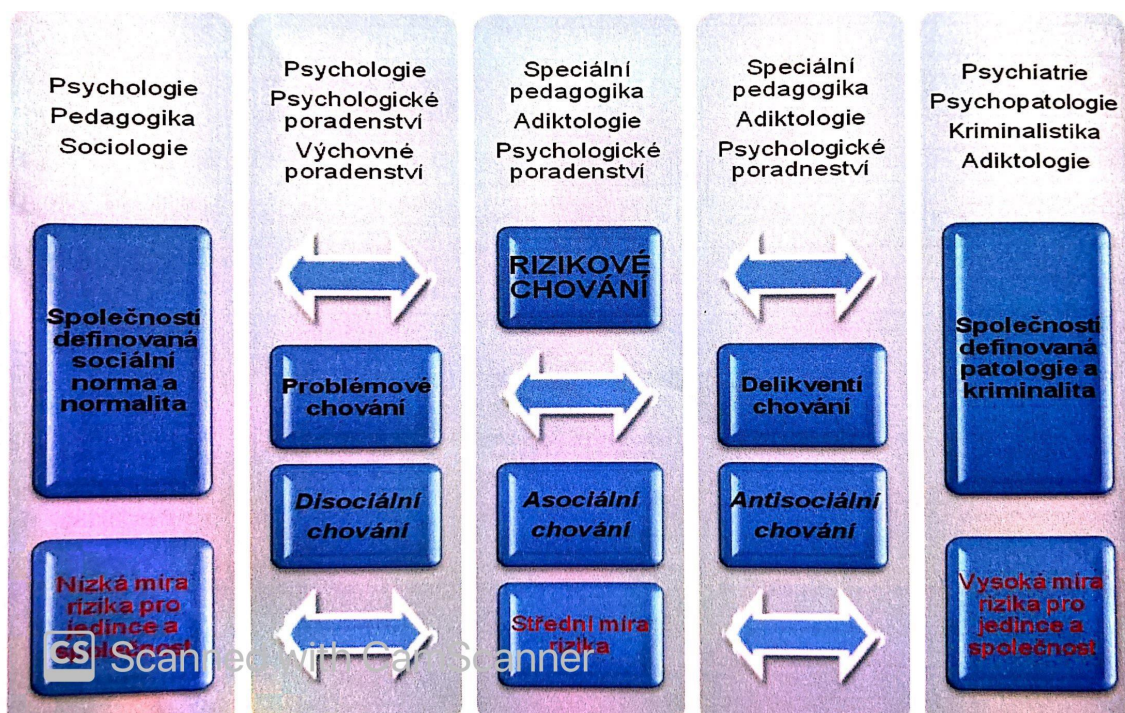 Psychologie
Pedagogika
Sociologie
Společností
definovaná
sociální
norma a
normalita
Nízká míra
rizika pro
jedince a
společnost
Psychologie
Psychologické
poradenství
Výchovné
poradenství
Problémové
chování
Disociální
chování
Speciální
pedagogika
Adiktologie
Psychologické
poradenství
RIZIKOVÉ
CHOVÁNÍ
Asociální
chování
Střední míra
rizika
Speciální
pedagogika
Adiktologie
Psychologické
poradneství
Delikventí
chování
Antisociální
chování
Psychiatrie
Psychopatologie
Kriminalistika
Adiktologie
Společností
definovaná
patologie a
kriminalita
Vysoká míra
rizika pro
jedince a
společnost
CS Scanned with CamScanner